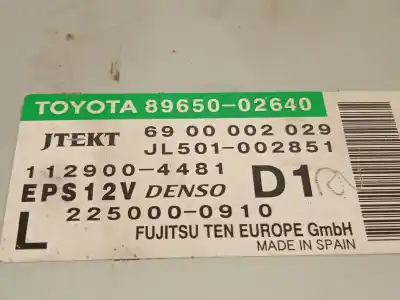 TOYOTA 89650-02640
JTEKT 69 00 002 029
JL501-002851
112900-4481
EPS12V DENSO D1
L 225000-0910
FUJITSU TEN EUROPE GmbH
MADE IN SPAIN